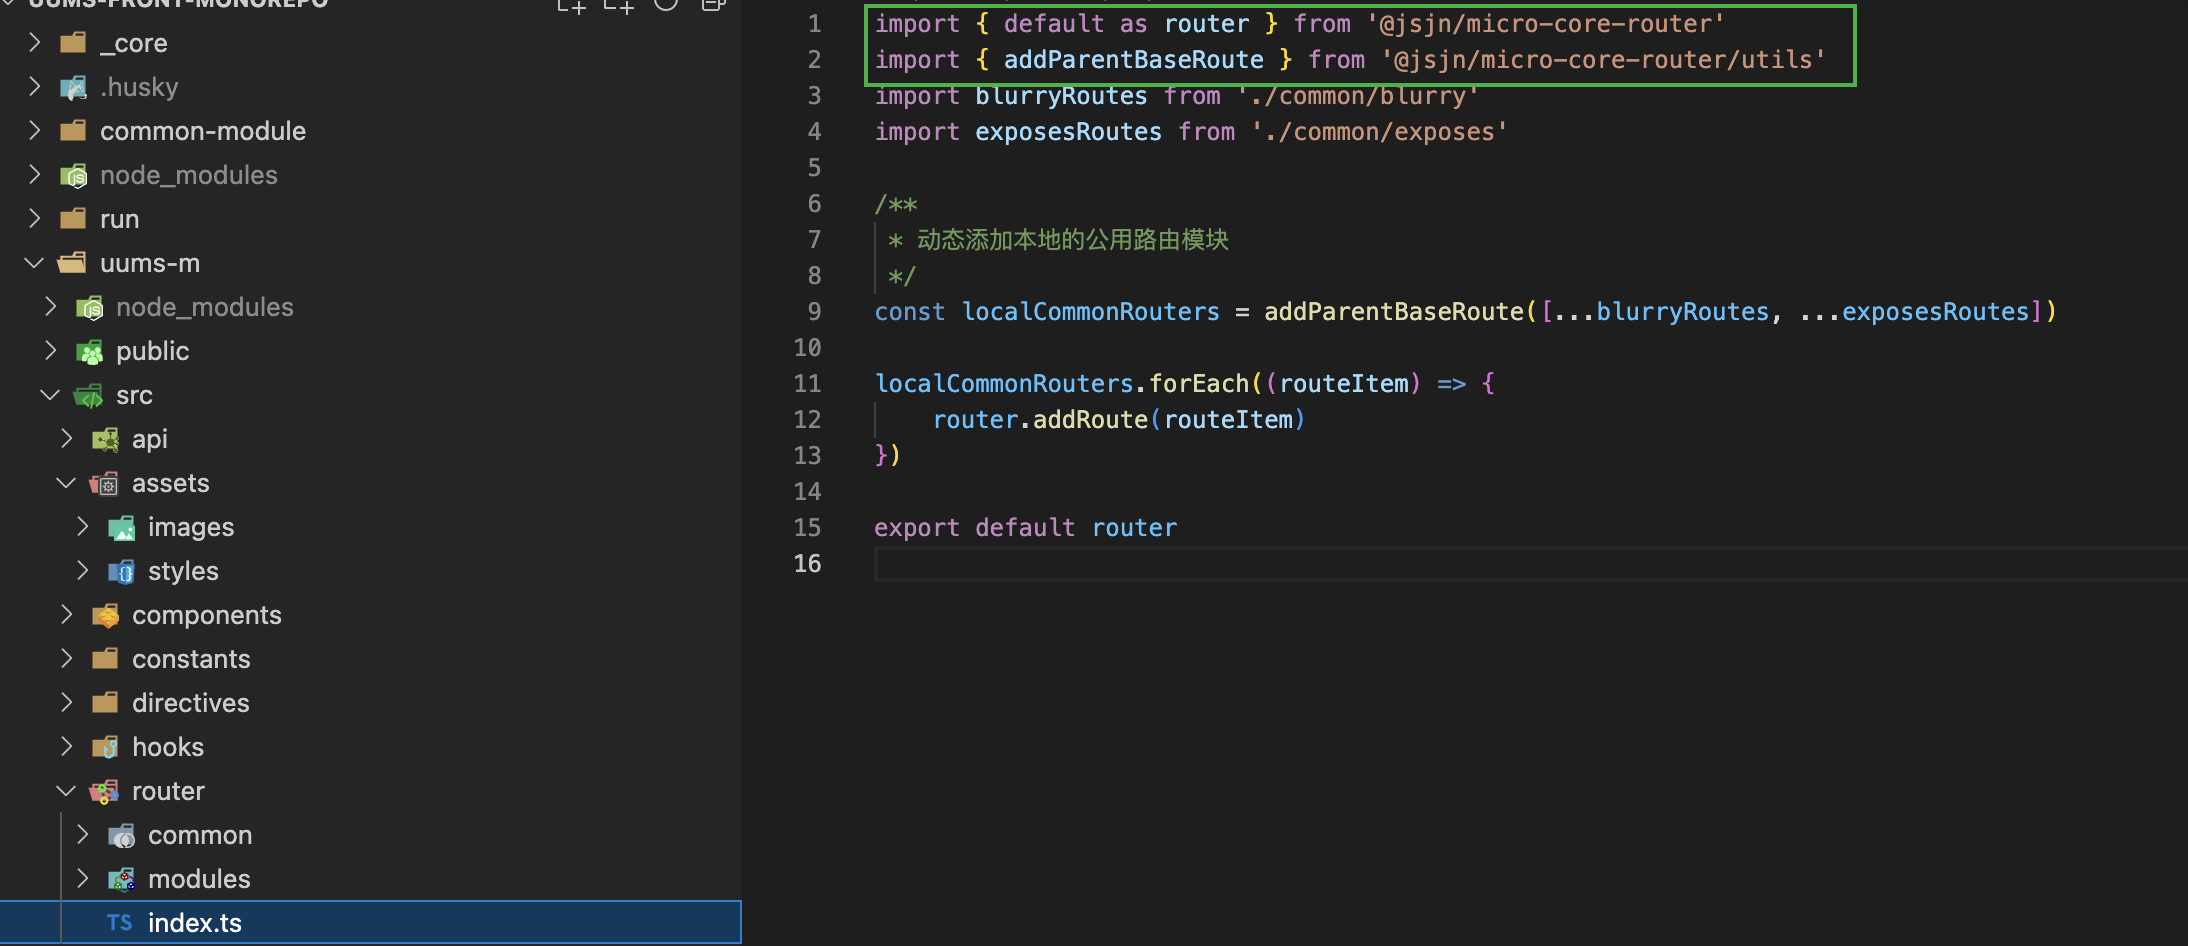 UUMS-FRONT-MONOREPO
_core
.husky
common-module
node_modules
run
uums-m
node_modules
public
src
api
assets
images
styles
components
constants
directives
hooks
router
common
modules
TS index.ts
1 import { default as router } from '@jsjn/micro-core-router'
2 import { addParentBaseRoute } from '@jsjn/micro-core-router/utils'
3 import blurryRoutes from './common/blurry'
4 import exposesRoutes from './common/exposes'
5
6 /**
7 * 动态添加本地的公用路由模块
8 */
9 const localCommonRouters = addParentBaseRoute([...blurryRoutes, ...exposesRoutes])
10
11 localCommonRouters.forEach((routeItem) => {
12 router.addRoute(routeItem)
13 })
14
15 export default router
16